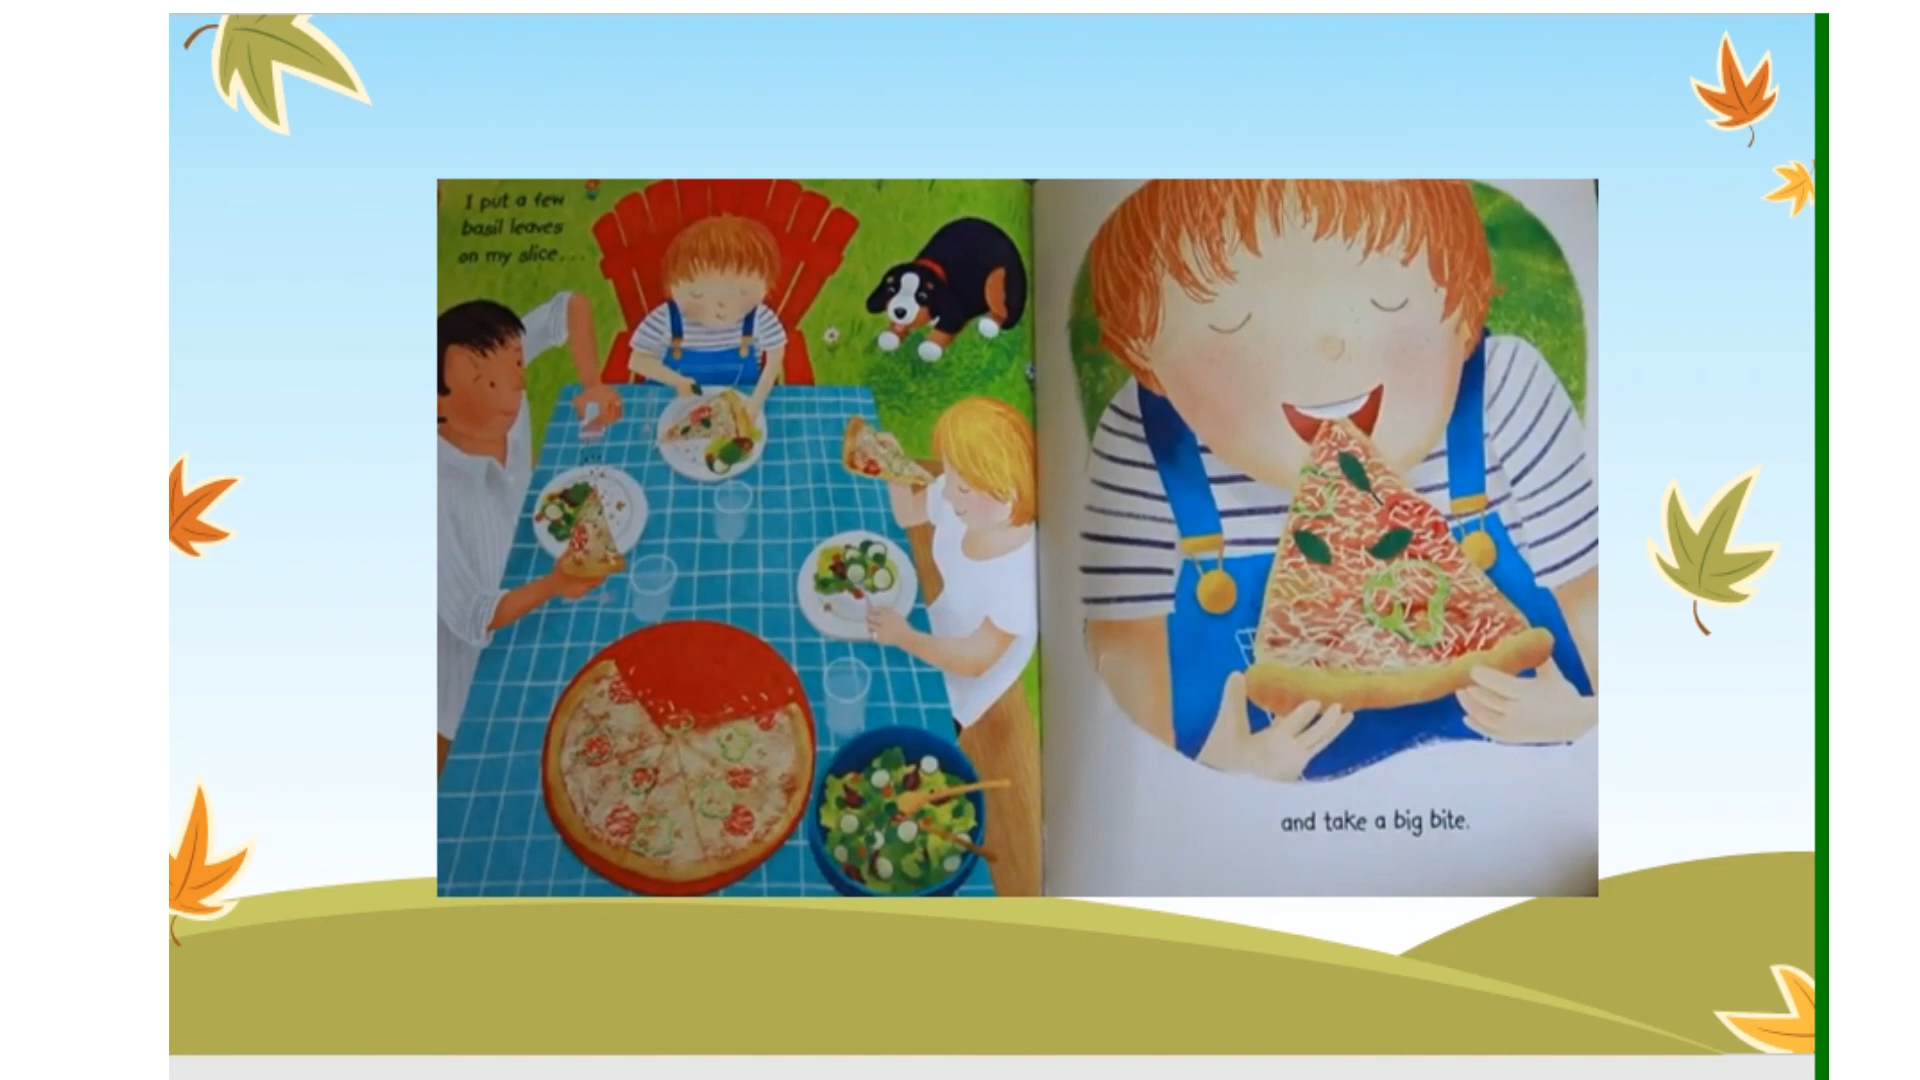 I put a few
basil leaves
on my slice...
and take a big bite.